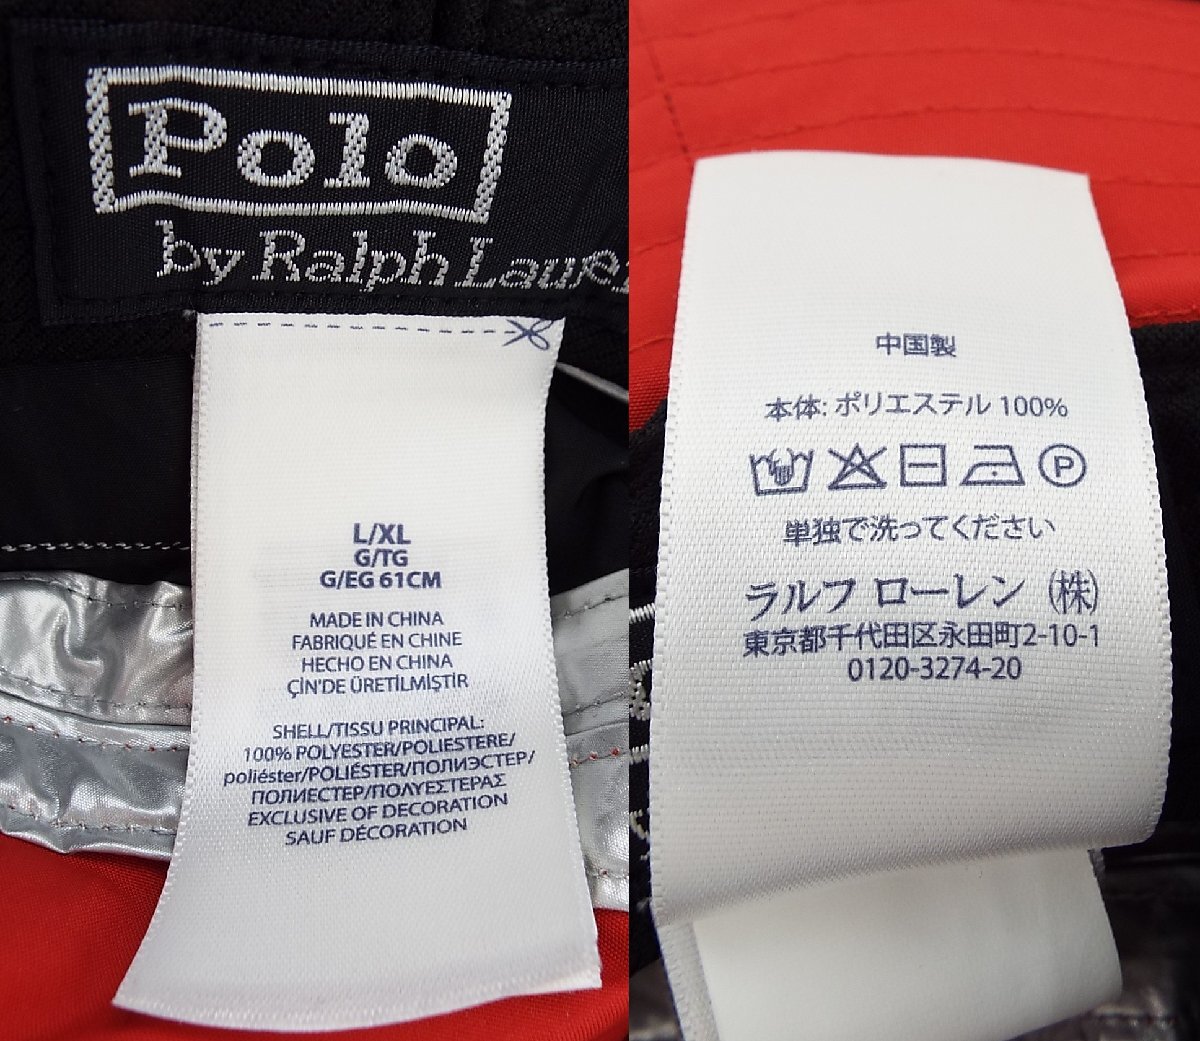 Polo
by Ralph Lauren
L/XL
G/TG
G/EG 61CM
MADE IN CHINA
FABRIQUÉ EN CHINE
HECHO EN CHINA
ÇİN'DE ÜRETİLMİŞTİR
SHELL/TISSU PRINCIPAL:
100% POLYESTER/POLIESTERE/
poliéster/POLIÉSTER/ПОЛИЭСТЕР/
ПОЛИЕСТЕР/ΠΟΛΥΕΣΤΕΡΑΣ
EXCLUSIVE OF DECORATION
SAUF DÉCORATION
中国製
本体: ポリエステル 100%
P
単独で洗ってください
ラルフ ローレン (株)
東京都千代田区永田町2-10-1
0120-3274-20